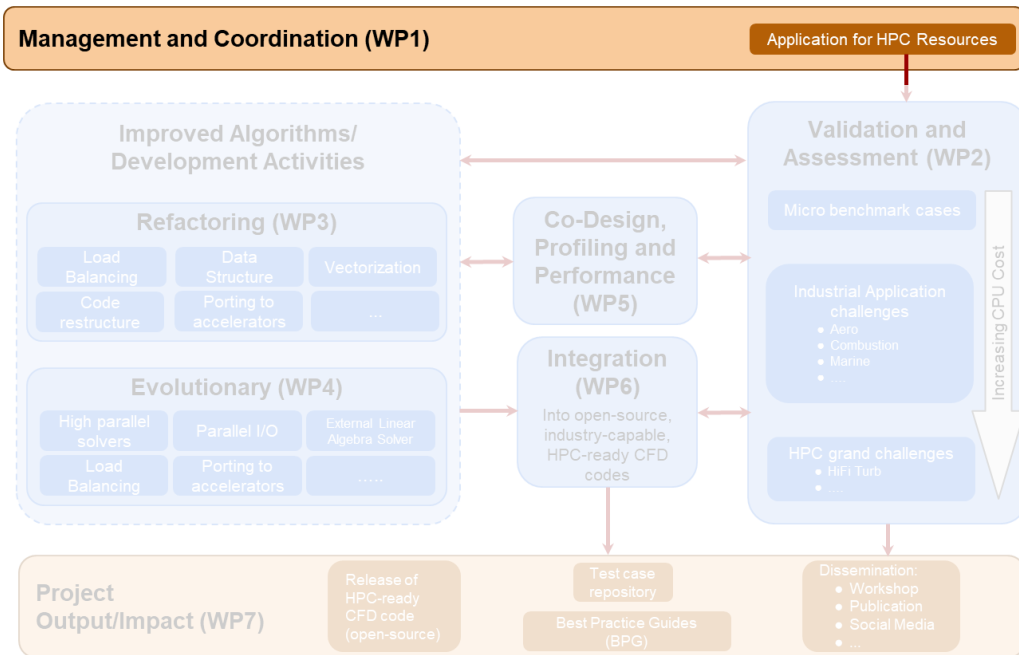 Management and Coordination (WP1)
Application for HPC Resources
Improved Algorithms/
Development Activities
Refactoring (WP3)
Load
Balancing
Data
Structure
Vectorization
Code
restructure
Porting to
accelerators
...
Evolutionary (WP4)
High parallel
solvers
Parallel I/O
External Linear
Algebra Solver
Load
Balancing
Porting to
accelerators
.....
Co-Design,
Profiling and
Performance
(WP5)
Integration
(WP6)
Into open-source,
industry-capable,
HPC-ready CFD
codes
Validation and
Assessment (WP2)
Micro benchmark cases
Industrial Application
challenges
● Aero
● Combustion
● Marine
● ....
HPC grand challenges
● HiFi Turb
● ....
Increasing CPU Cost
Project
Output/Impact (WP7)
Release of
HPC-ready
CFD code
(open-source)
Test case
repository
Best Practice Guides
(BPG)
Dissemination:
● Workshop
● Publication
● Social Media
● ...